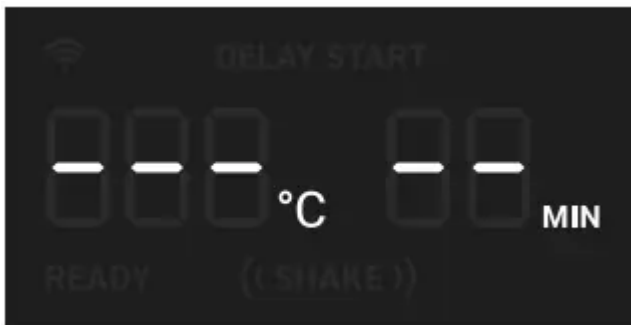 DELAY START
--- °C -- MIN
READY ((SHAKE))